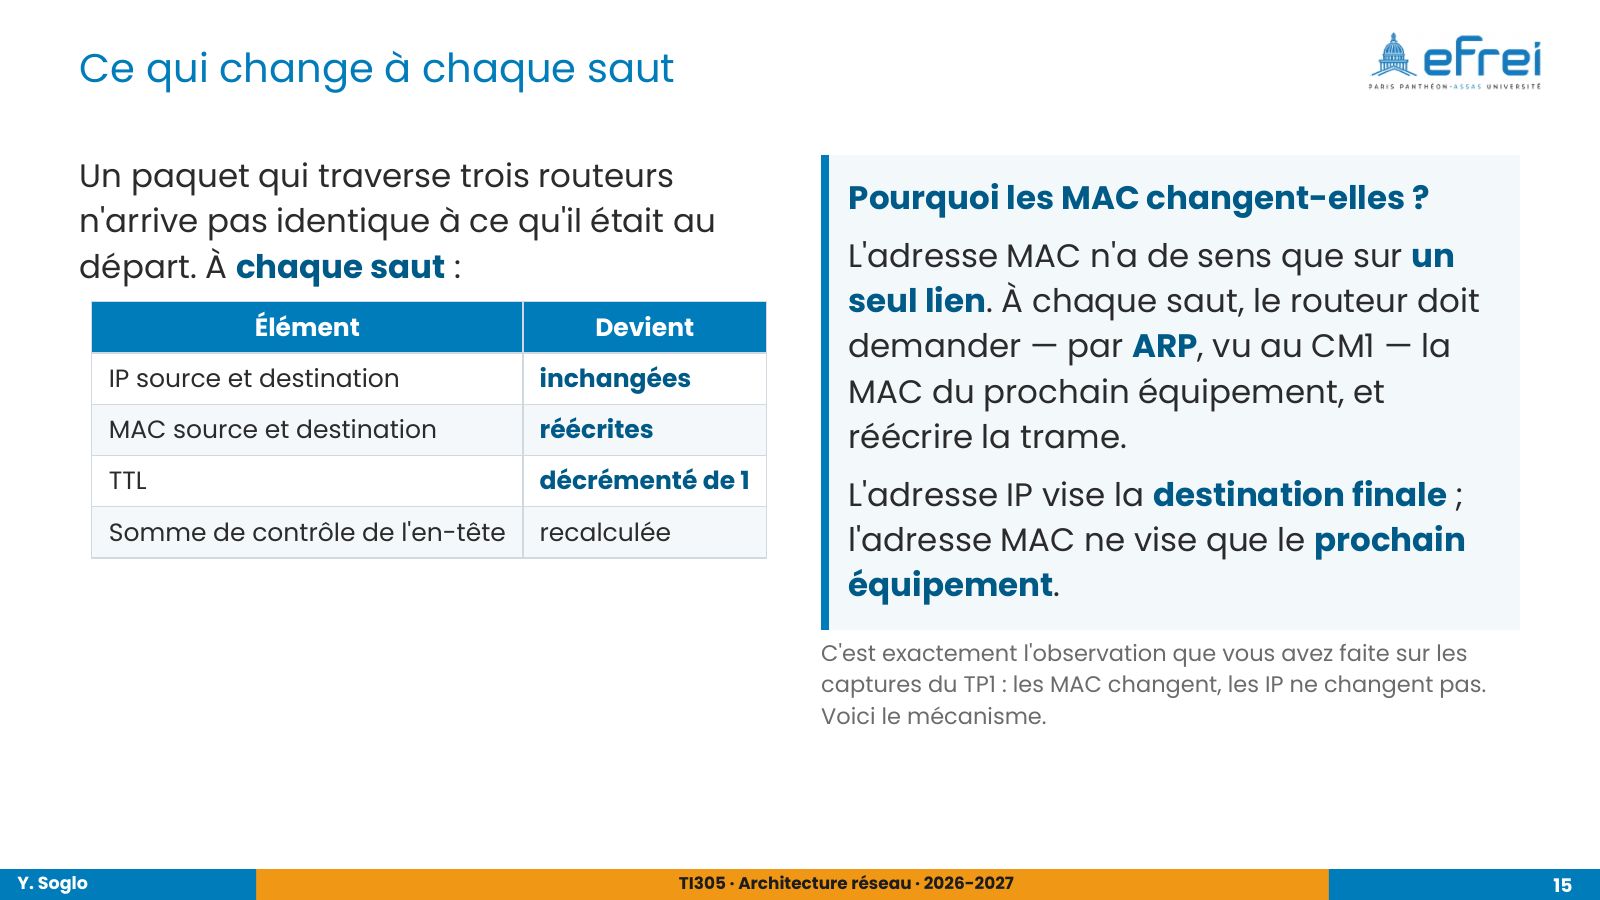 Ce qui change à chaque saut
efrei
PARIS PANTHÉON-ASSAS UNIVERSITÉ
Un paquet qui traverse trois routeurs
n'arrive pas identique à ce qu'il était au
départ. À chaque saut :
Élément Devient
IP source et destination inchangées
MAC source et destination réécrites
TTL décrémenté de 1
Somme de contrôle de l'en-tête recalculée
Pourquoi les MAC changent-elles ?
L'adresse MAC n'a de sens que sur un
seul lien. À chaque saut, le routeur doit
demander — par ARP, vu au CM1 — la
MAC du prochain équipement, et
réécrire la trame.
L'adresse IP vise la destination finale ;
l'adresse MAC ne vise que le prochain
équipement.
C'est exactement l'observation que vous avez faite sur les
captures du TP1 : les MAC changent, les IP ne changent pas.
Voici le mécanisme.
Y. Soglo
TI305 · Architecture réseau · 2026-2027
15